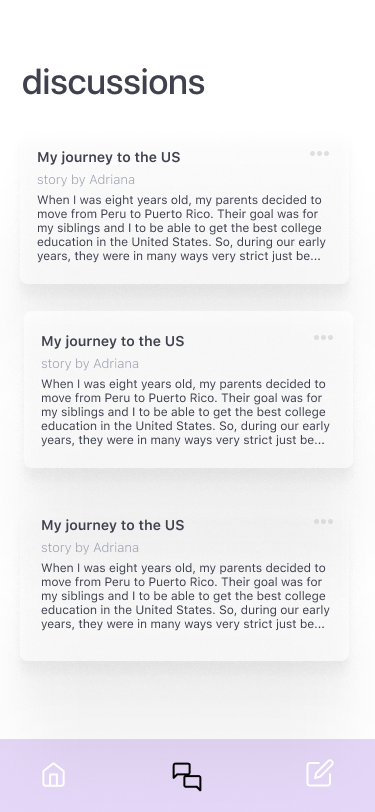 discussions
My journey to the US
story by Adriana
When I was eight years old, my parents decided to
move from Peru to Puerto Rico. Their goal was for
my siblings and I to be able to get the best college
education in the United States. So, during our early
years, they were in many ways very strict just be...
My journey to the US
story by Adriana
When I was eight years old, my parents decided to
move from Peru to Puerto Rico. Their goal was for
my siblings and I to be able to get the best college
education in the United States. So, during our early
years, they were in many ways very strict just be...
My journey to the US
story by Adriana
When I was eight years old, my parents decided to
move from Peru to Puerto Rico. Their goal was for
my siblings and I to be able to get the best college
education in the United States. So, during our early
years, they were in many ways very strict just be...